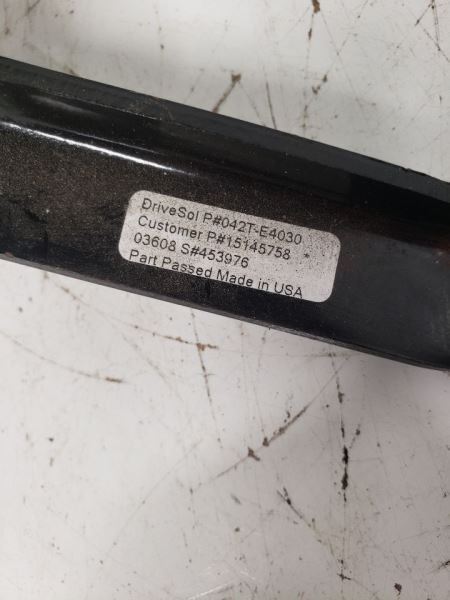 DriveSol P#042T-E4030
Customer P#15145758
03608 S#453976
Part Passed Made in USA